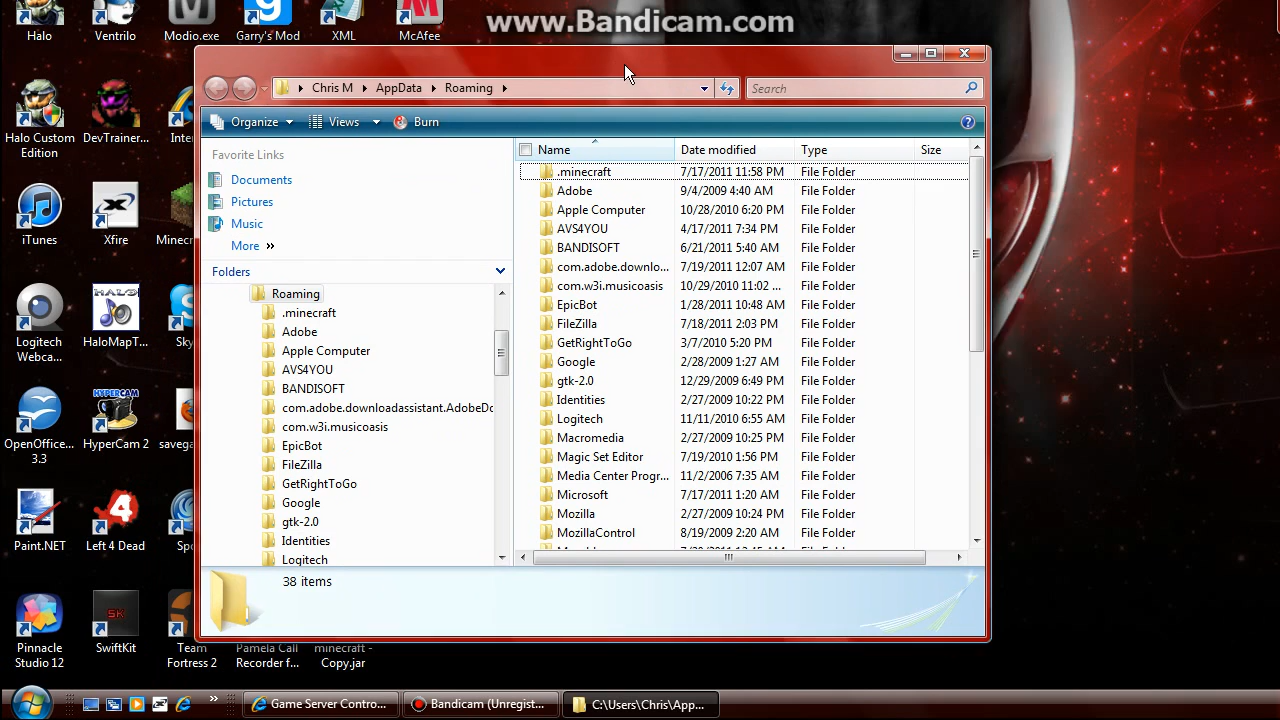 www.Bandicam.com
Halo
Ventrilo
Modio.exe
Garry's Mod
XML
McAfee
Halo Custom
Edition
DevTrainer...
Inter
iTunes
Xfire
Minecr
Logitech
Webca...
HaloMapT...
Sky
OpenOffice...
3.3
HyperCam 2
savega
Paint.NET
Left 4 Dead
Spo
Pinnacle
Studio 12
SwiftKit
Team
Fortress 2
Pamela Call
Recorder f...
minecraft -
Copy.jar
Chris M
AppData
Roaming
Search
Organize
Views
Burn
Favorite Links
Documents
Pictures
Music
More
Folders
Roaming
.minecraft
Adobe
Apple Computer
AVS4YOU
BANDISOFT
com.adobe.downloadassistant.AdobeDo
com.w3i.musicoasis
EpicBot
FileZilla
GetRightToGo
Google
gtk-2.0
Identities
Logitech
Name Date modified Type Size
.minecraft 7/17/2011 11:58 PM File Folder
Adobe 9/4/2009 4:40 AM File Folder
Apple Computer 10/28/2010 6:20 PM File Folder
AVS4YOU 4/17/2011 7:34 PM File Folder
BANDISOFT 6/21/2011 5:40 AM File Folder
com.adobe.downlo... 7/19/2011 12:07 AM File Folder
com.w3i.musicoasis 10/29/2010 11:02 ... File Folder
EpicBot 1/28/2011 10:48 AM File Folder
FileZilla 7/18/2011 2:03 PM File Folder
GetRightToGo 3/7/2010 5:20 PM File Folder
Google 2/28/2009 1:27 AM File Folder
gtk-2.0 12/29/2009 6:49 PM File Folder
Identities 2/27/2009 10:22 PM File Folder
Logitech 11/11/2010 6:55 AM File Folder
Macromedia 2/27/2009 10:25 PM File Folder
Magic Set Editor 7/19/2010 1:56 PM File Folder
Media Center Progr... 11/2/2006 7:35 AM File Folder
Microsoft 7/17/2011 1:20 AM File Folder
Mozilla 2/27/2009 10:24 PM File Folder
MozillaControl 8/19/2009 2:20 AM File Folder
38 items
Game Server Contro...
Bandicam (Unregist...
C:\Users\Chris\App...